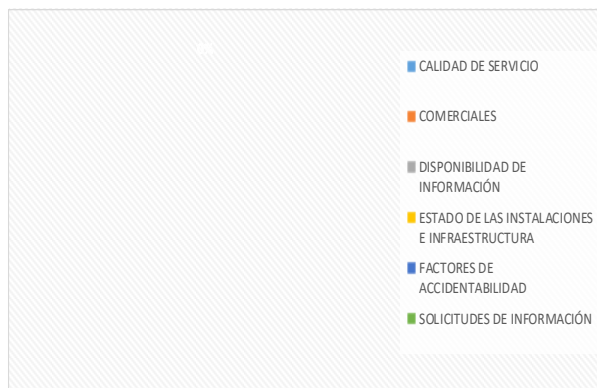 CALIDAD DE SERVICIO
COMERCIALES
DISPONIBILIDAD DE
INFORMACIÓN
ESTADO DE LAS INSTALACIONES
E INFRAESTRUCTURA
FACTORES DE
ACCIDENTABILIDAD
SOLICITUDES DE INFORMACIÓN